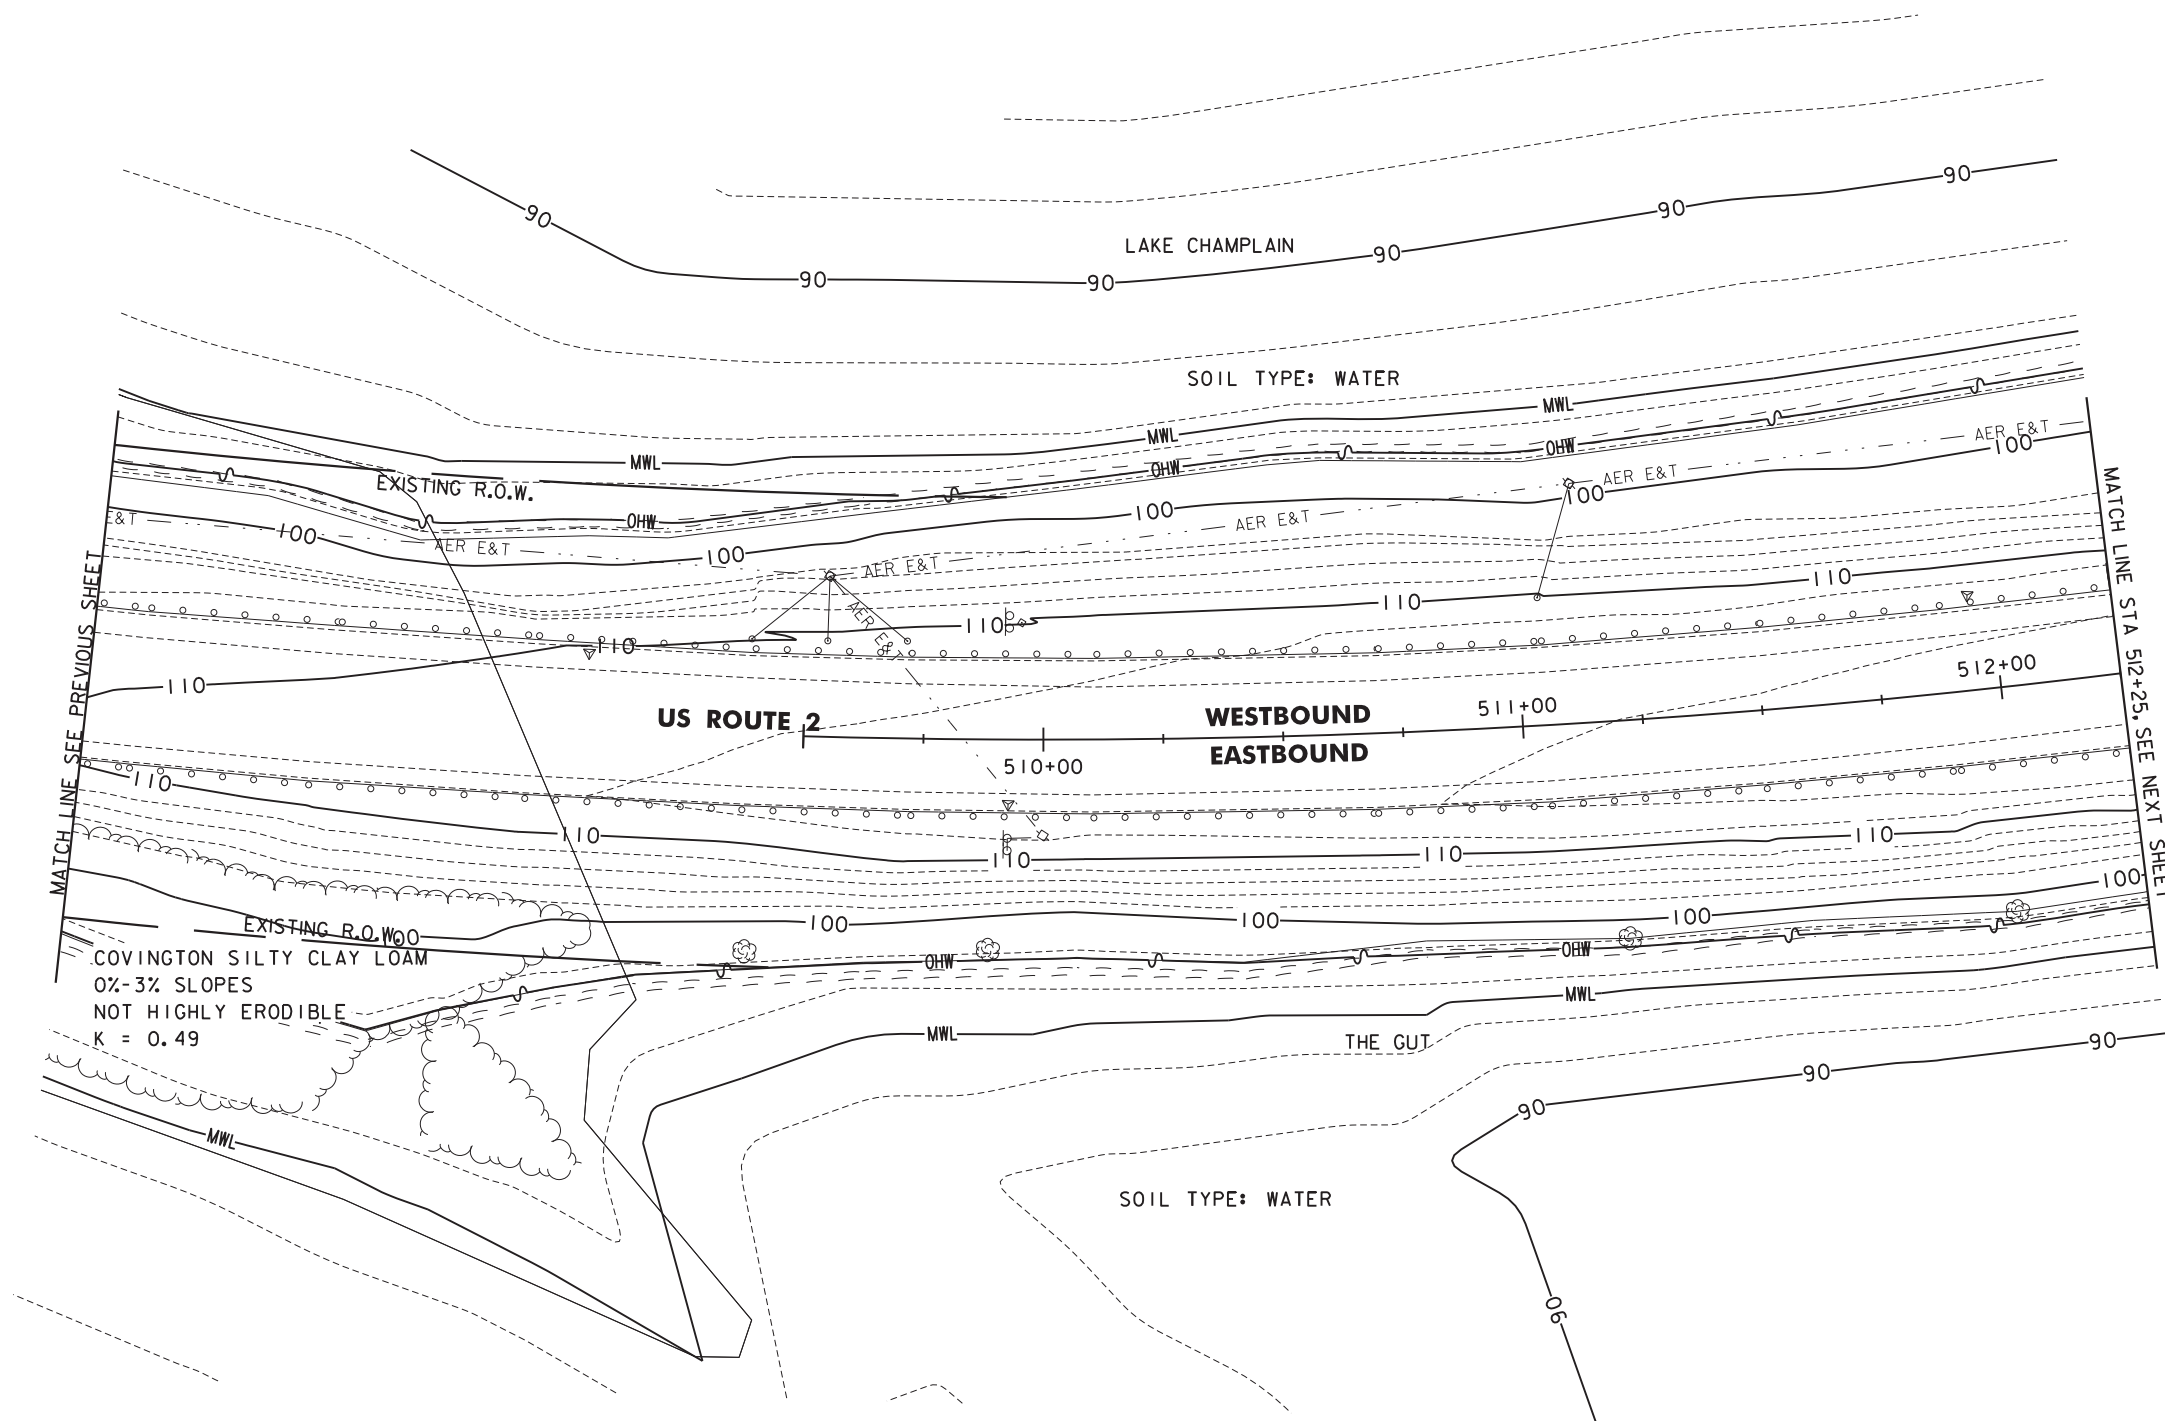 90
90
LAKE CHAMPLAIN
90
90
90
90
SOIL TYPE: WATER
MWL
MWL
MWL
OHW
OHW
OHW
EXISTING R.O.W.
AER E&T
100
AER E&T
100
100
AER E&T
E&T
100
AER E&T
100
AER E&T
AER E&T
110
110
110
110
110
MATCH LINE SEE PREVIOUS SHEET
MATCH LINE STA 512+25, SEE NEXT SHEET
512+00
511+00
US ROUTE 2
WESTBOUND
EASTBOUND
510+00
110
110
110
110
110
100
100
100
100
EXISTING R.O.W.
100
COVINGTON SILTY CLAY LOAM
0%-3% SLOPES
NOT HIGHLY ERODIBLE
K = 0.49
OHW
OHW
MWL
MWL
THE GUT
90
90
90
MWL
SOIL TYPE: WATER
90